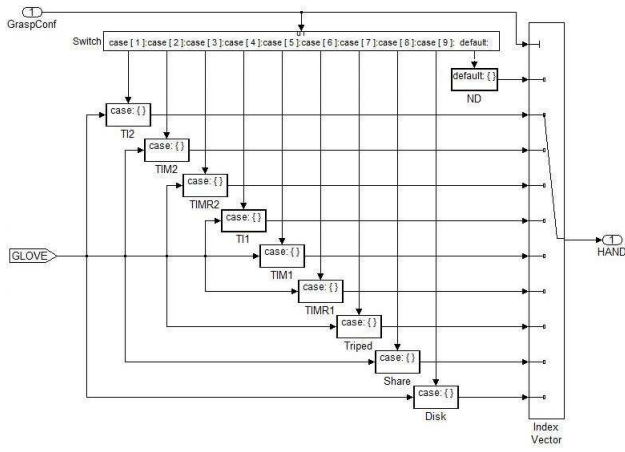 1
GraspConf
u1
Switch case [ 1 ]:case [ 2 ]:case [ 3 ]:case [ 4 ]:case [ 5 ]:case [ 6 ]:case [ 7 ]:case [ 8 ]:case [ 9 ]: default:
default: { }
ND
case: { }
TI2
case: { }
TIM2
case: { }
TIMR2
case: { }
TI1
GLOVE
case: { }
TIM1
1
HAND
case: { }
TIMR1
case: { }
Triped
case: { }
Share
case: { }
Disk
Index
Vector